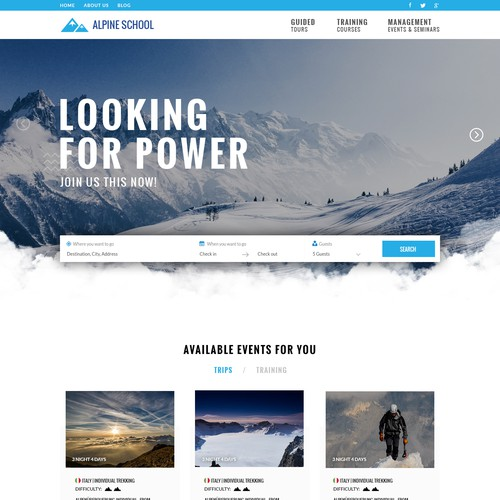 HOME ABOUT US BLOG
ALPINE SCHOOL
GUIDED TOURS
TRAINING COURSES
MANAGEMENT EVENTS & SEMINARS
LOOKING
FOR POWER
JOIN US THIS NOW!
Where you want to go
Destination, City, Address
When you want to go
Check in
Check out
Guests
5 Guests
SEARCH
AVAILABLE EVENTS FOR YOU
TRIPS / TRAINING
3 NIGHT 4 DAYS
ITALY | INDIVIDUAL TREKKING
DIFFICULTY:
3 NIGHT 4 DAYS
ITALY | INDIVIDUAL TREKKING
DIFFICULTY:
3 NIGHT 4 DAYS
ITALY | INDIVIDUAL TREKKING
DIFFICULTY: